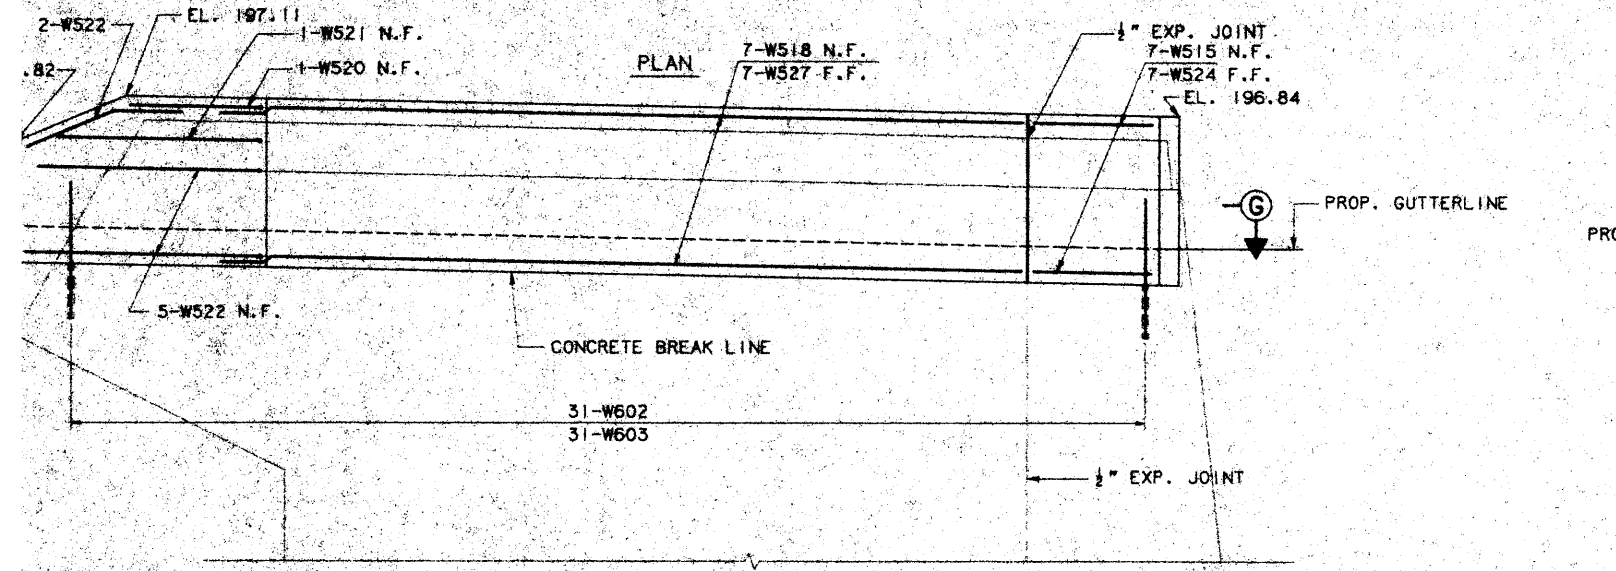 2-W522
EL. 197.11
1-W521 N.F.
.82
1-W520 N.F.
PLAN
7-W518 N.F.
7-W527 F.F.
½" EXP. JOINT
7-W515 N.F.
7-W524 F.F.
EL. 196.84
G
PROP. GUTTERLINE
PRO
5-W522 N.F.
CONCRETE BREAK LINE
31-W602
31-W603
½" EXP. JOINT